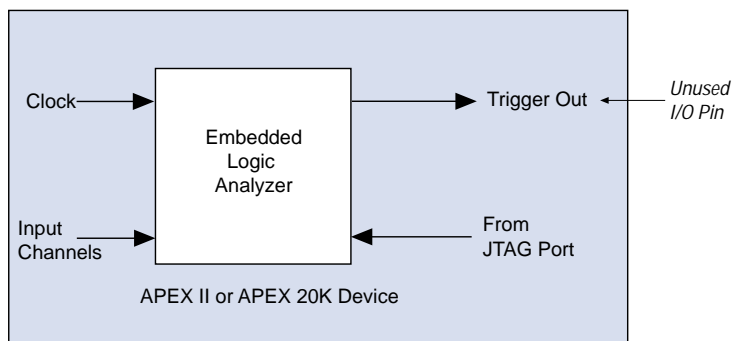 Clock
Trigger Out
Unused
I/O Pin
Embedded
Logic
Analyzer
Input
Channels
From
JTAG Port
APEX II or APEX 20K Device